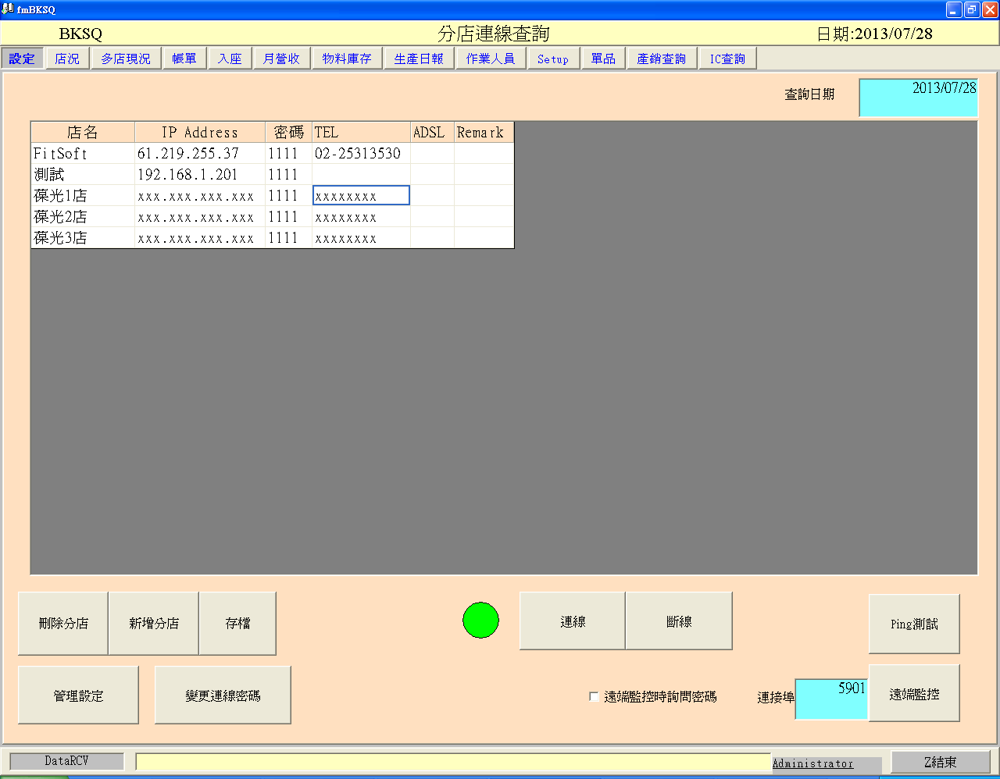 fmBKSQ
BKSQ 分店連線查詢 日期:2013/07/28
設定 店況 多店現況 帳單 入座 月營收 物料庫存 生產日報 作業人員 Setup 單品 產銷查詢 IC查詢
查詢日期 2013/07/28
店名 IP Address 密碼 TEL ADSL Remark
FitSoft 61.219.255.37 1111 02-25313530
測試 192.168.1.201 1111
葆光1店 xxx.xxx.xxx.xxx 1111 xxxxxxxx
葆光2店 xxx.xxx.xxx.xxx 1111 xxxxxxxx
葆光3店 xxx.xxx.xxx.xxx 1111 xxxxxxxx
刪除分店 新增分店 存檔 連線 斷線 Ping測試
管理設定 變更連線密碼 遠端監控時詢問密碼 連接埠 5901 遠端監控
DataRCV Administrator Z結束